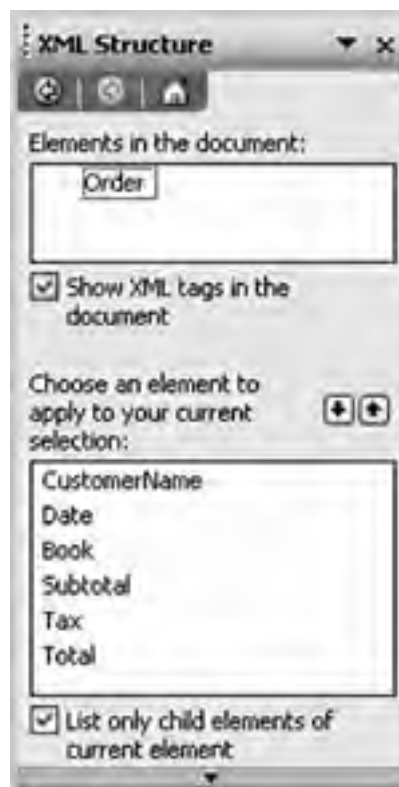 XML Structure
Elements in the document:
Order
Show XML tags in the
document
Choose an element to
apply to your current
selection:
CustomerName
Date
Book
Subtotal
Tax
Total
List only child elements of
current element